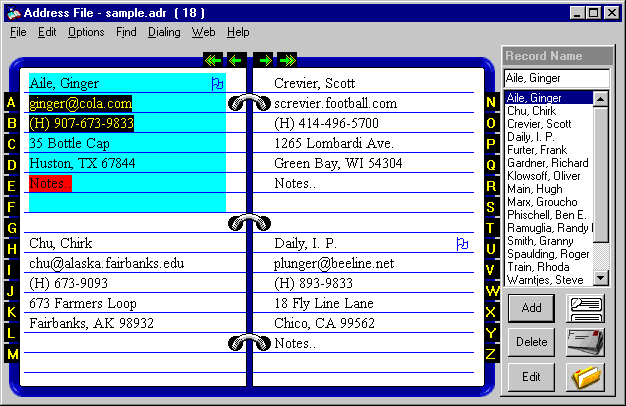 Address File - sample.adr ( 18 )
File Edit Options Find Dialing Web Help
Aile, Ginger
ginger@cola.com
(H) 907-673-9833
35 Bottle Cap
Huston, TX 67844
Notes..
Chu, Chirk
chu@alaska.fairbanks.edu
(H) 673-9093
673 Farmers Loop
Fairbanks, AK 98932
Crevier, Scott
screvier.football.com
(H) 414-496-5700
1265 Lombardi Ave.
Green Bay, WI 54304
Notes..
Daily, I. P.
plunger@beeline.net
(H) 893-9833
18 Fly Line Lane
Chico, CA 99562
Notes..
A
B
C
D
E
F
G
H
I
J
K
L
M
N
O
P
Q
R
S
T
U
V
W
X
Y
Z
Record Name
Aile, Ginger
Aile, Ginger
Chu, Chirk
Crevier, Scott
Daily, I. P.
Furter, Frank
Gardner, Richard
Klowsoff, Oliver
Main, Hugh
Marx, Groucho
Phischell, Ben E.
Ramuglia, Randy
Smith, Granny
Spaulding, Roger
Train, Rhoda
Warntjes, Steve
Add
Delete
Edit